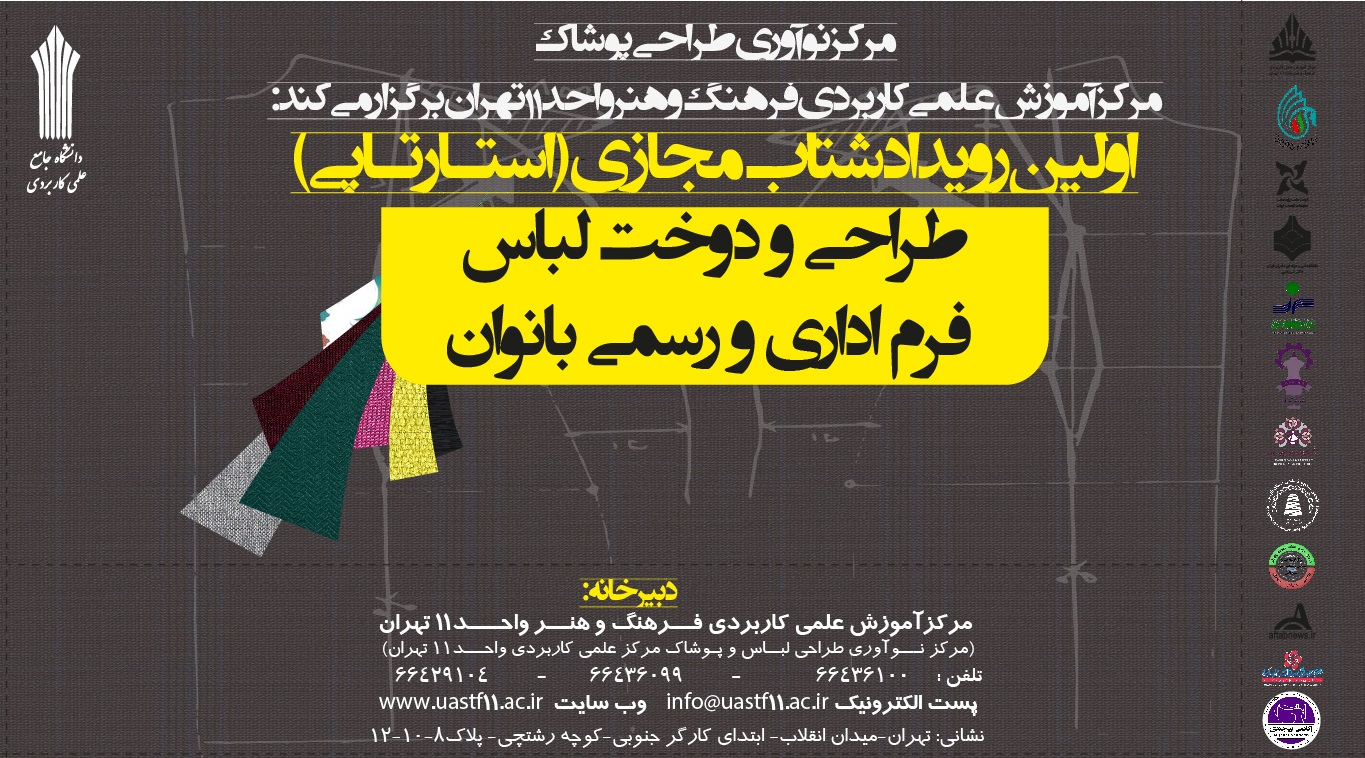 مرکز نوآوری طراحی پوشاک
مرکز آموزش علمی کاربردی فرهنگ و هنر واحد ۱۱ تهران برگزار می کند:
اولین رویداد شتاب مجازی (استارتاپی)
طراحی و دوخت لباس
فرم اداری و رسمی بانوان
دانشگاه جامع
علمی کاربردی
۱۲
۱۲
aftabnews.ir
دبیرخانه:
مرکز آموزش علمی کاربردی فرهنگ و هنر واحد ۱۱ تهران
(مرکز نوآوری طراحی لباس و پوشاک مرکز علمی کاربردی واحد ۱۱ تهران)
تلفن : ۶۶۴۳۶۱۰۰ - ۶۶۴۳۶۰۹۹ - ۶۶۴۲۹۱۰۴
پست الکترونیک info@uastf11.ac.ir وب سایت www.uastf11.ac.ir
نشانی: تهران-میدان انقلاب- ابتدای کارگر جنوبی-کوچه رشتچی- پلاک۸-۱۰-۱۲